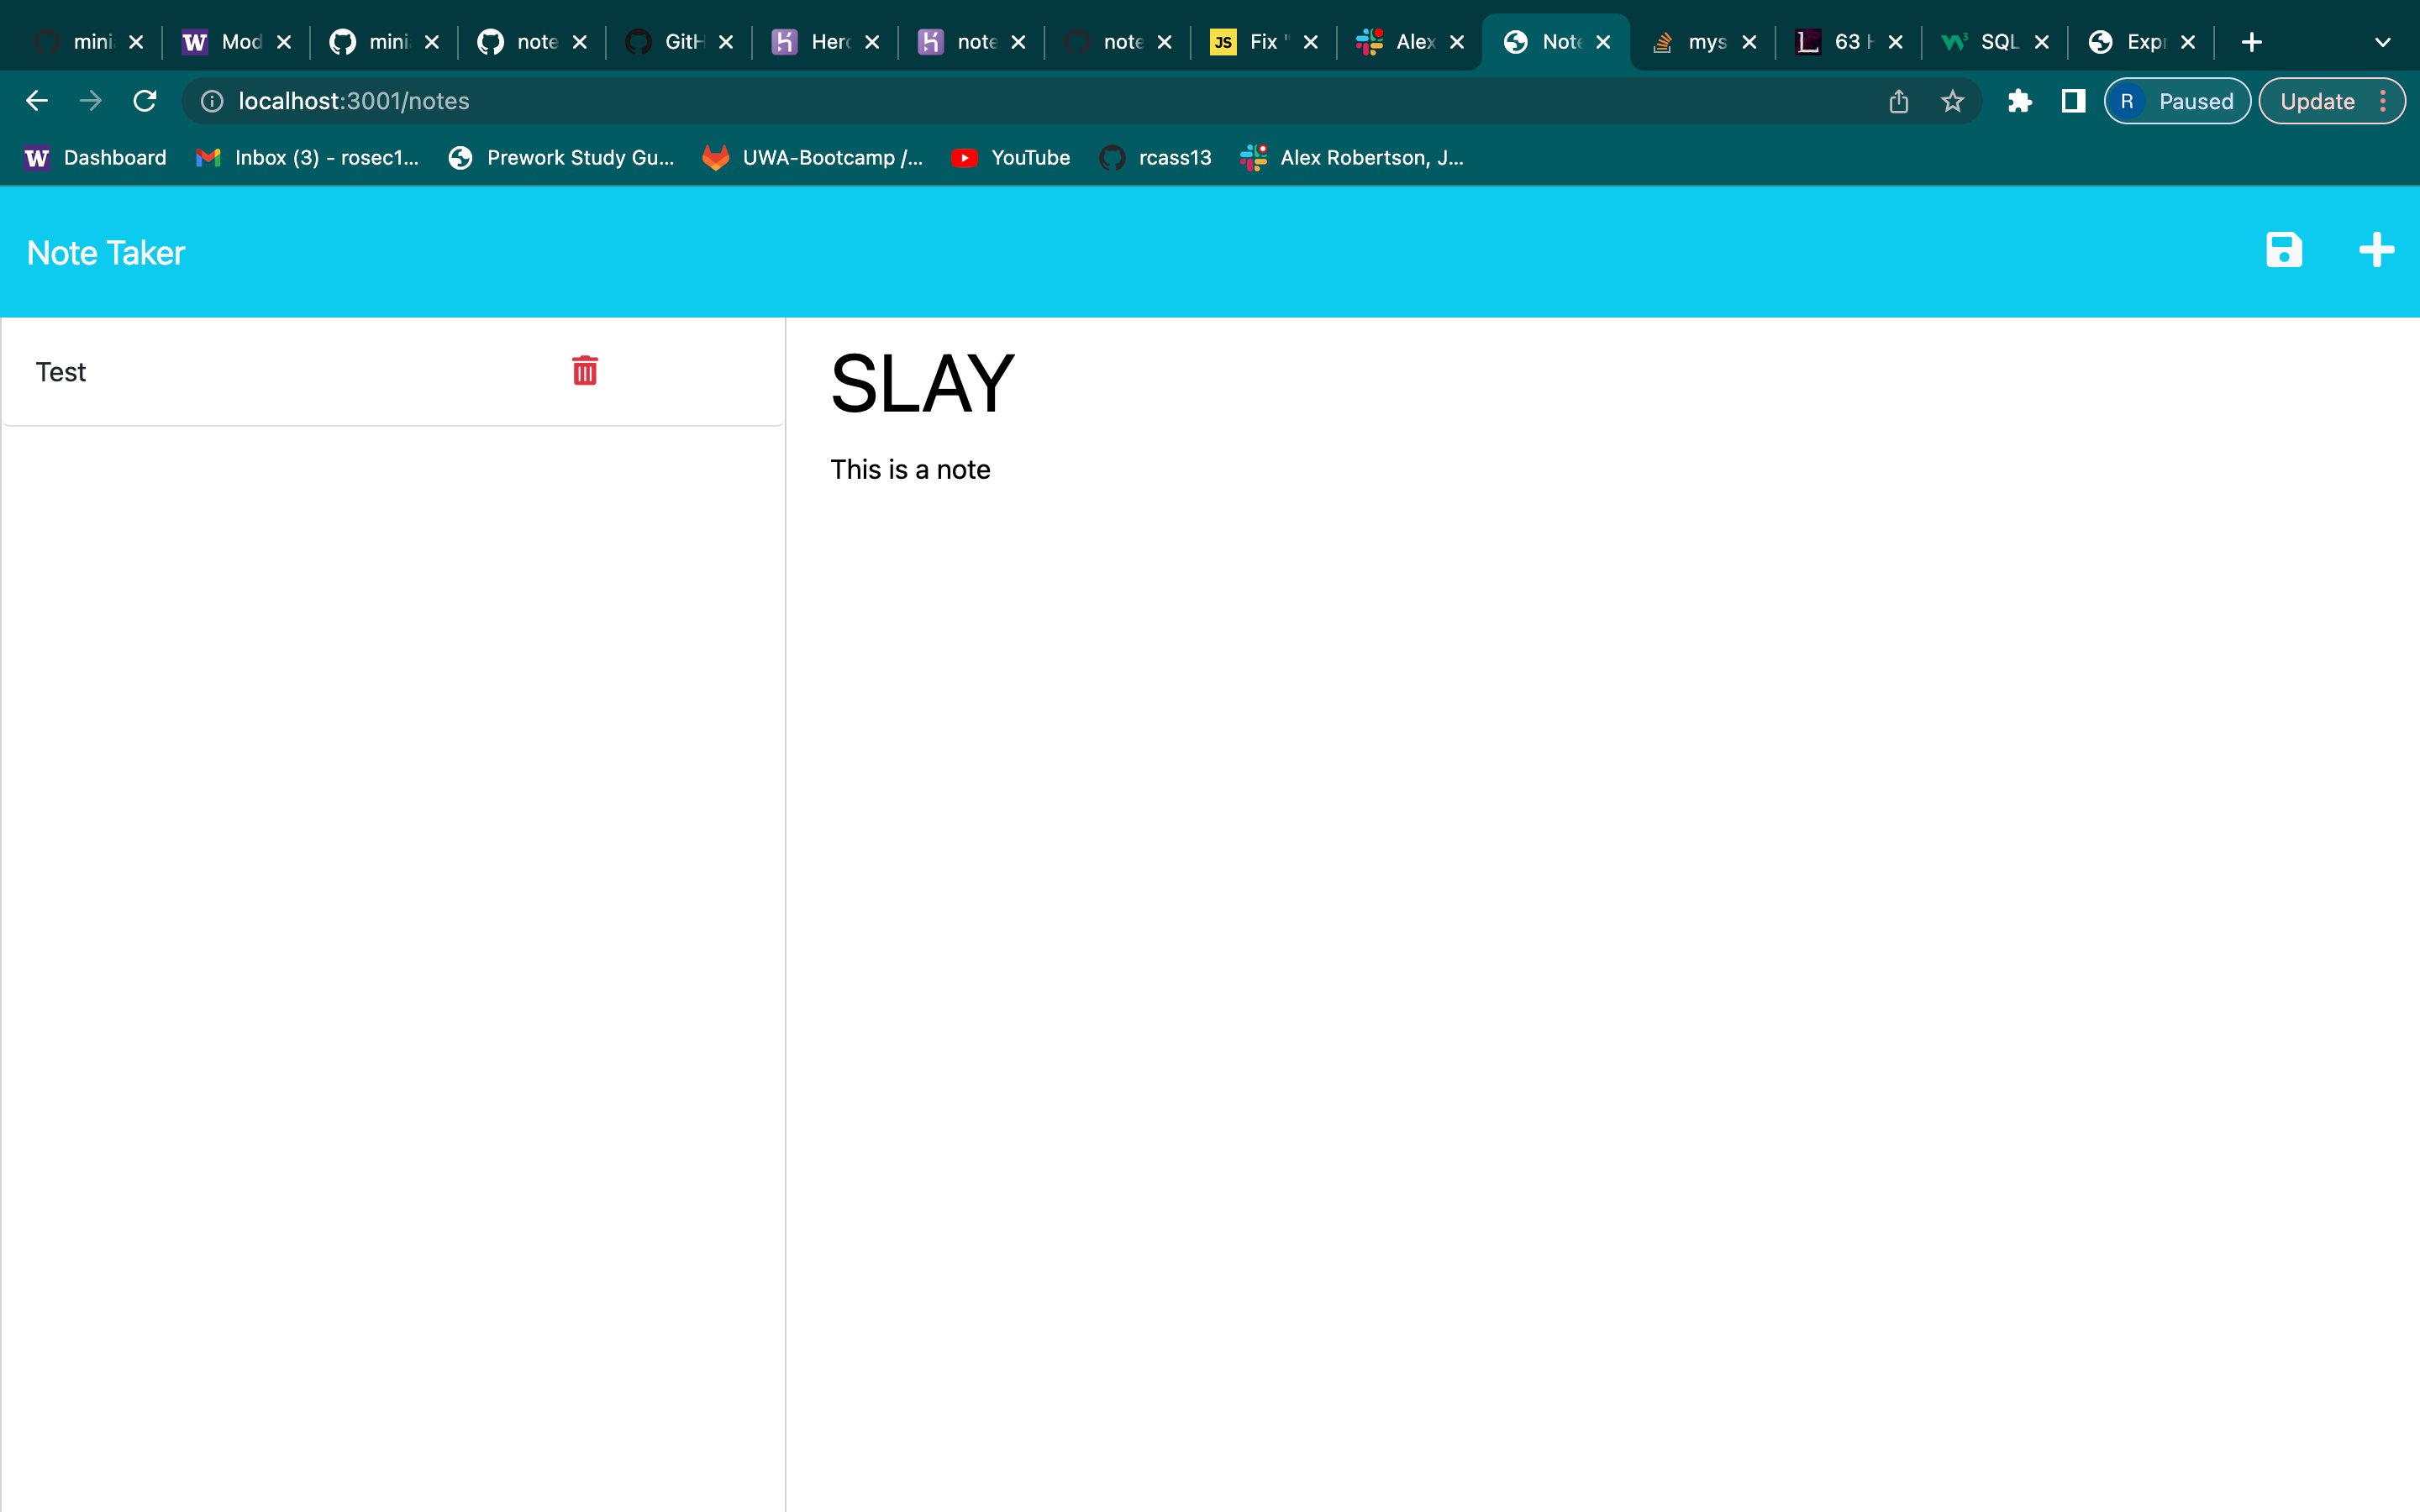 mini Mod mini note GitH Hero note note Fix " Alex Note mys 63 H SQL Expr
localhost:3001/notes R Paused Update
Dashboard Inbox (3) - rosec1... Prework Study Gu... UWA-Bootcamp /... YouTube rcass13 Alex Robertson, J...
Note Taker
Test
SLAY
This is a note